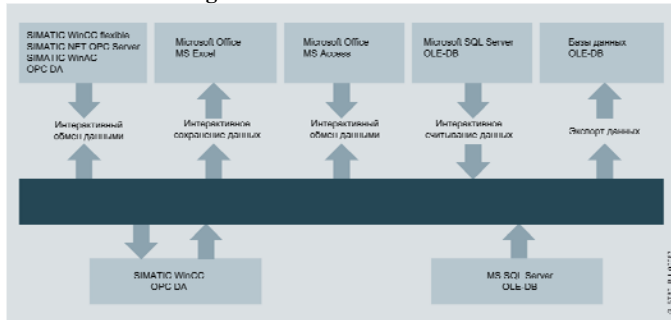 SIMATIC WinCC flexible
SIMATIC NET OPC Server
SIMATIC WinAC
OPC DA
Microsoft Office
MS Excel
Microsoft Office
MS Access
Microsoft SQL Server
OLE-DB
Базы данных
OLE-DB
Интерактивный
обмен данными
Интерактивное
сохранение данных
Интерактивный
обмен данными
Интерактивное
считывание данных
Экспорт данных
SIMATIC WinCC
OPC DA
MS SQL Server
OLE-DB